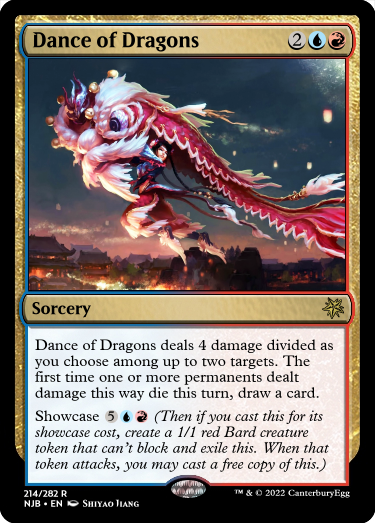 Dance of Dragons 2
Sorcery
Dance of Dragons deals 4 damage divided as
you choose among up to two targets. The
first time one or more permanents dealt
damage this way die this turn, draw a card.
Showcase 5 (Then if you cast this for its
showcase cost, create a 1/1 red Bard creature
token that can't block and exile this. When that
token attacks, you may cast a free copy of this.)
214/282 R
NJB • EN Shiyao Jiang
™ & © 2022 CanterburyEgg